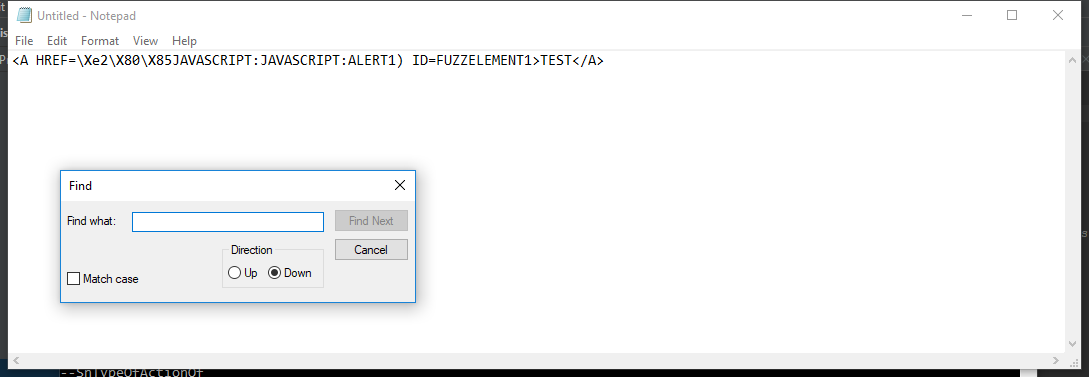 Untitled - Notepad
File Edit Format View Help
<A HREF=\Xe2\X80\X85JAVASCRIPT:JAVASCRIPT:ALERT1) ID=FUZZELEMENT1>TEST</A>
Find
Find what: Find Next
Direction Cancel
Up Down
Match case
--ShTypeOfActionOf